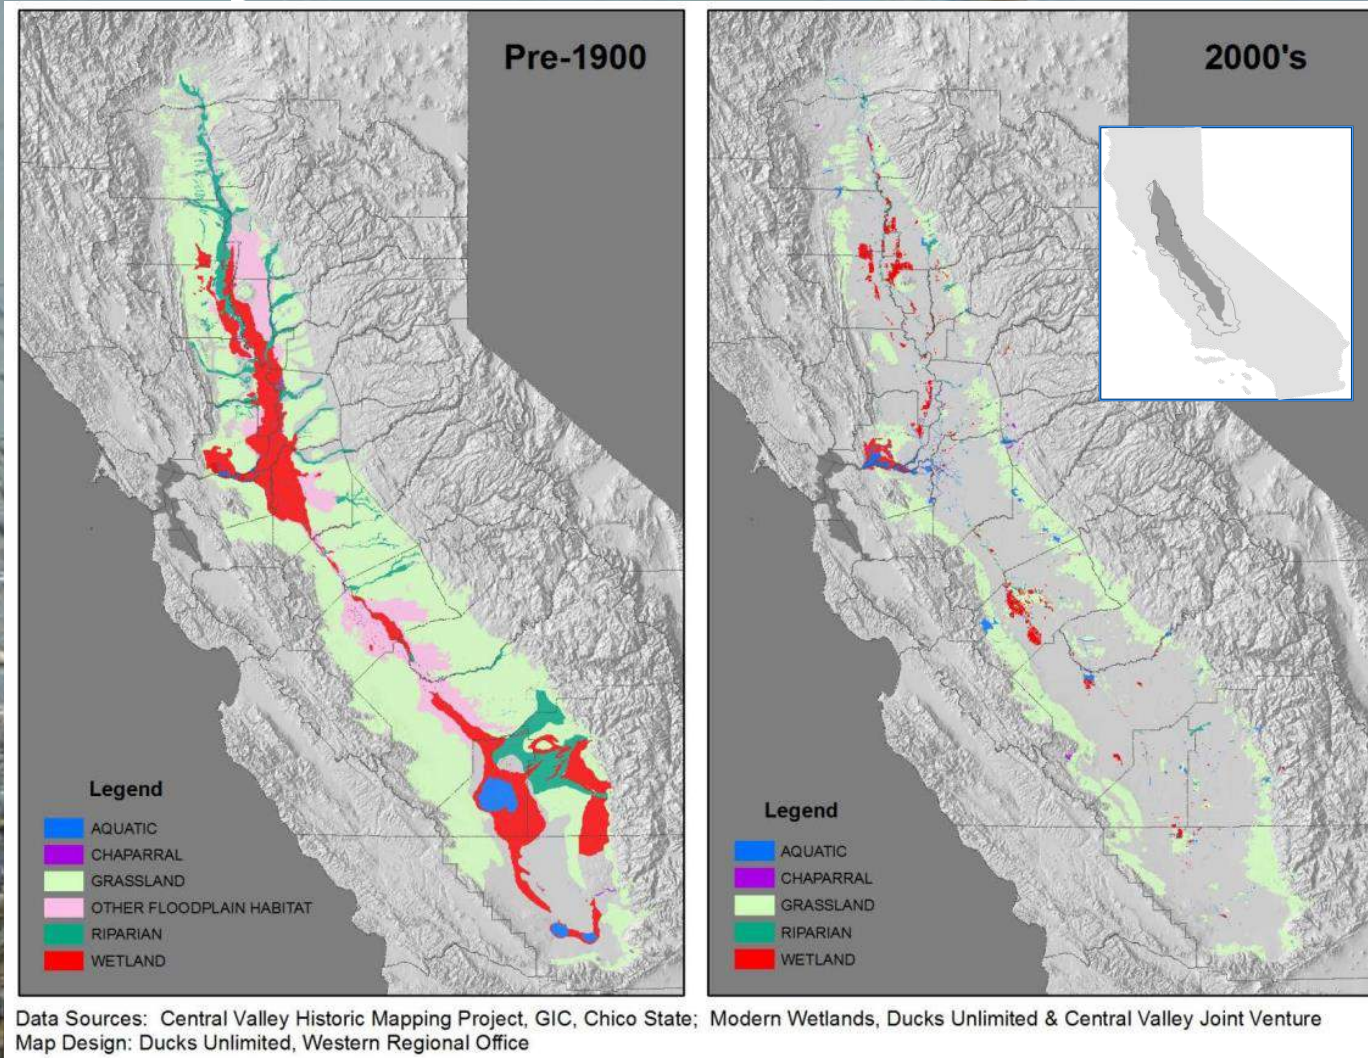 Pre-1900
Legend
AQUATIC
CHAPARRAL
GRASSLAND
OTHER FLOODPLAIN HABITAT
RIPARIAN
WETLAND
2000's
Legend
AQUATIC
CHAPARRAL
GRASSLAND
RIPARIAN
WETLAND
Data Sources: Central Valley Historic Mapping Project, GIC, Chico State; Modern Wetlands, Ducks Unlimited & Central Valley Joint Venture
Map Design: Ducks Unlimited, Western Regional Office